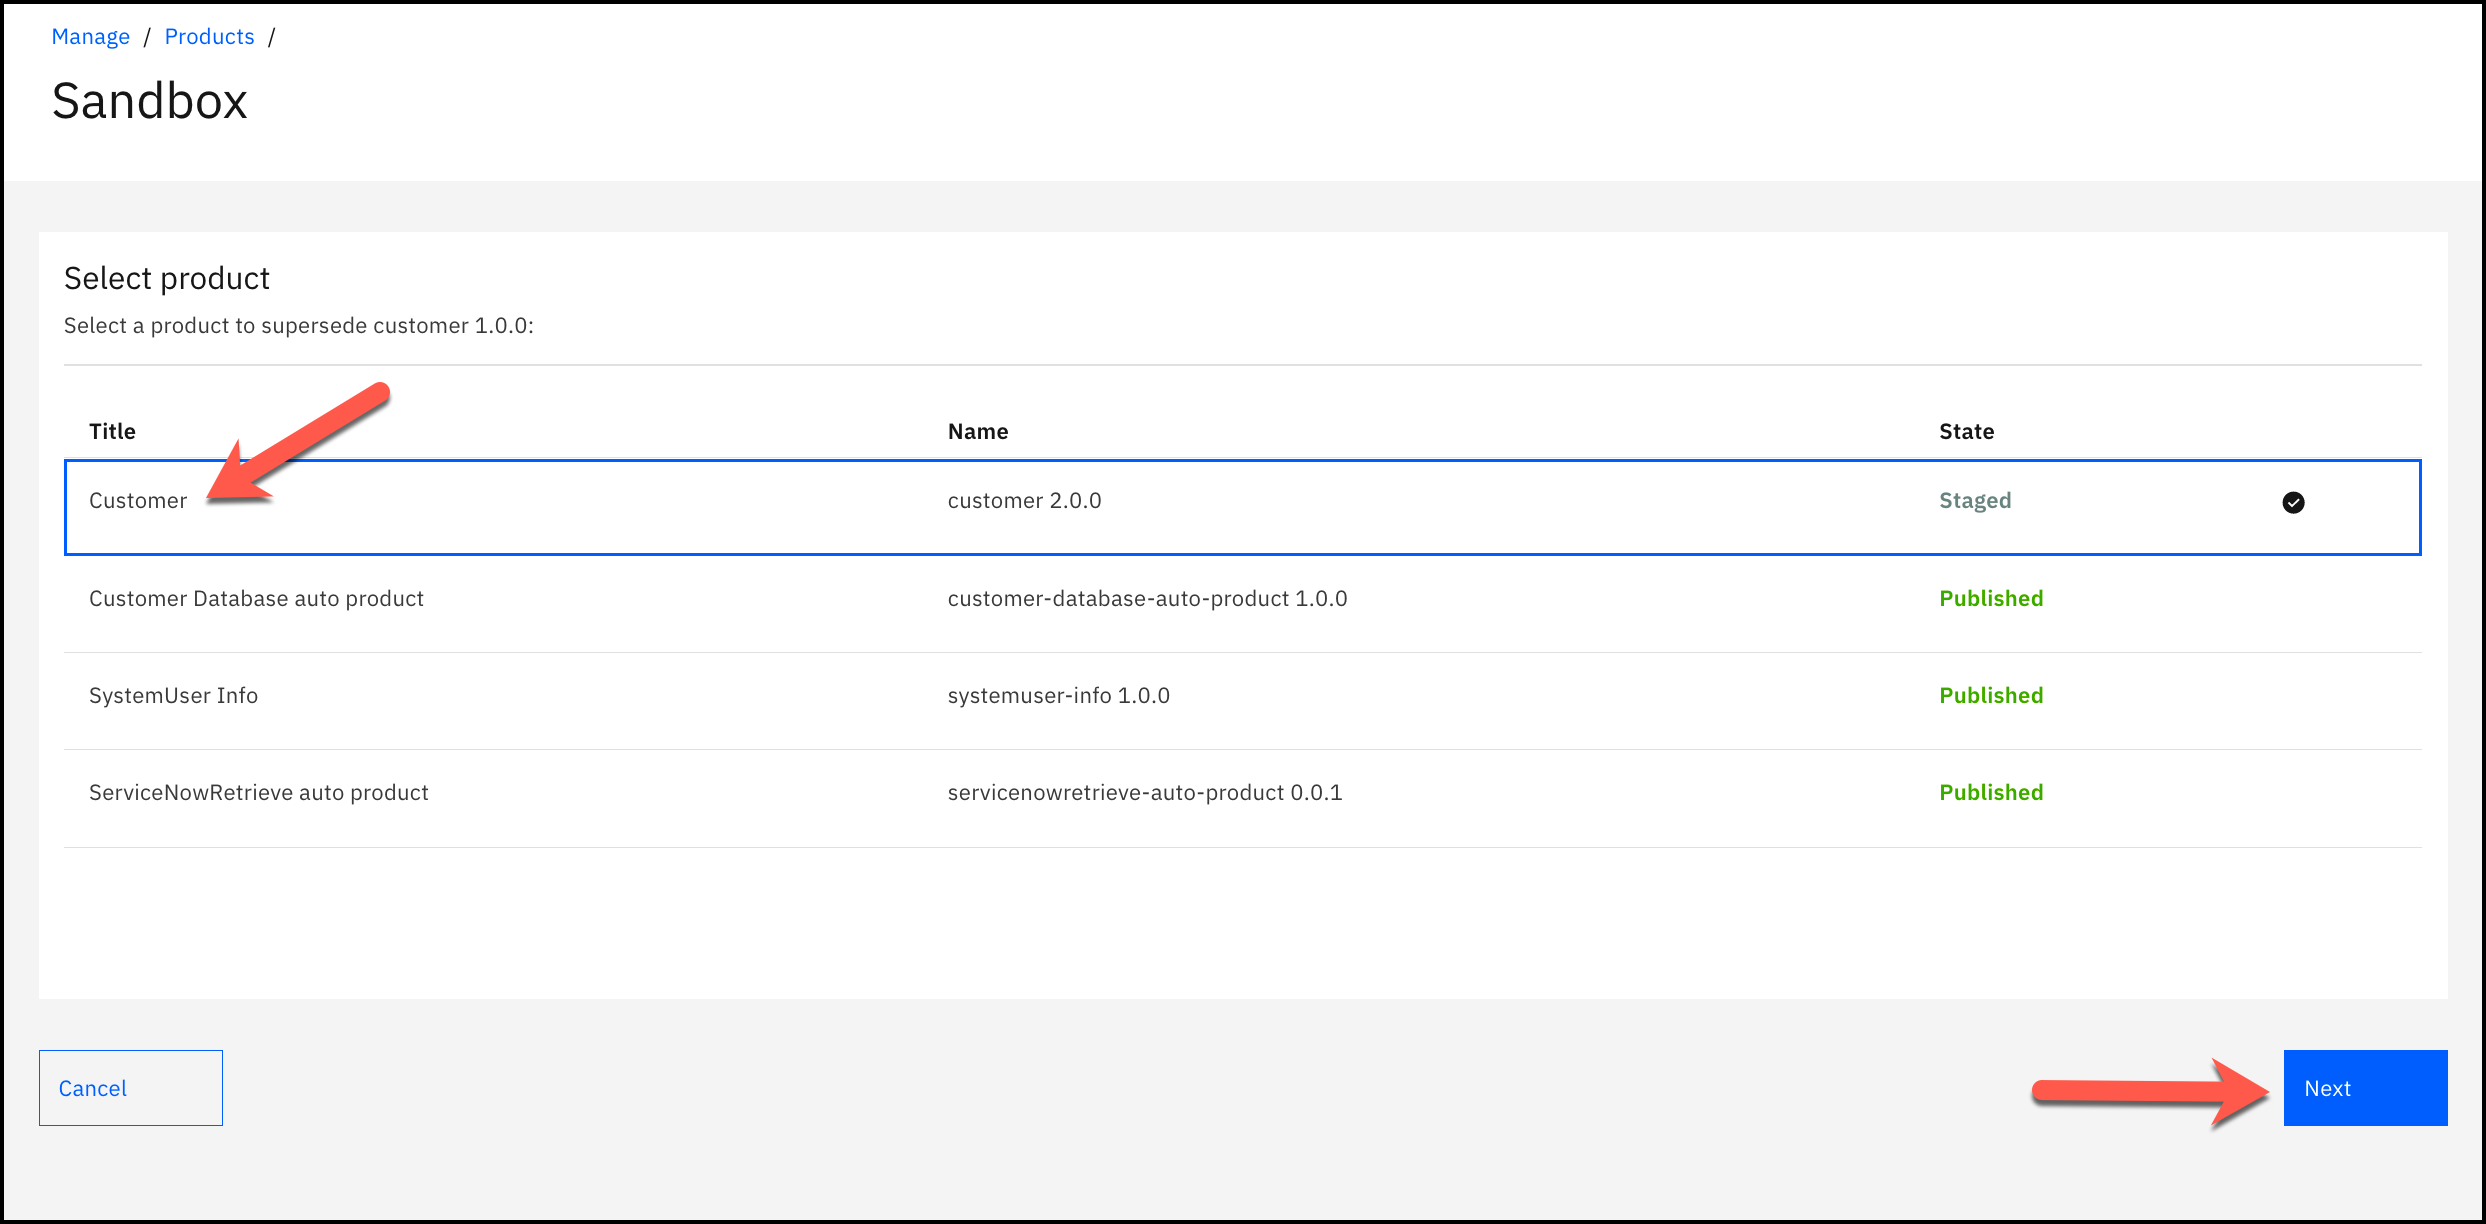 Manage / Products /
Sandbox
Select product
Select a product to supersede customer 1.0.0:
Title Name State
Customer customer 2.0.0 Staged
Customer Database auto product customer-database-auto-product 1.0.0 Published
SystemUser Info systemuser-info 1.0.0 Published
ServiceNowRetrieve auto product servicenowretrieve-auto-product 0.0.1 Published
Cancel Next